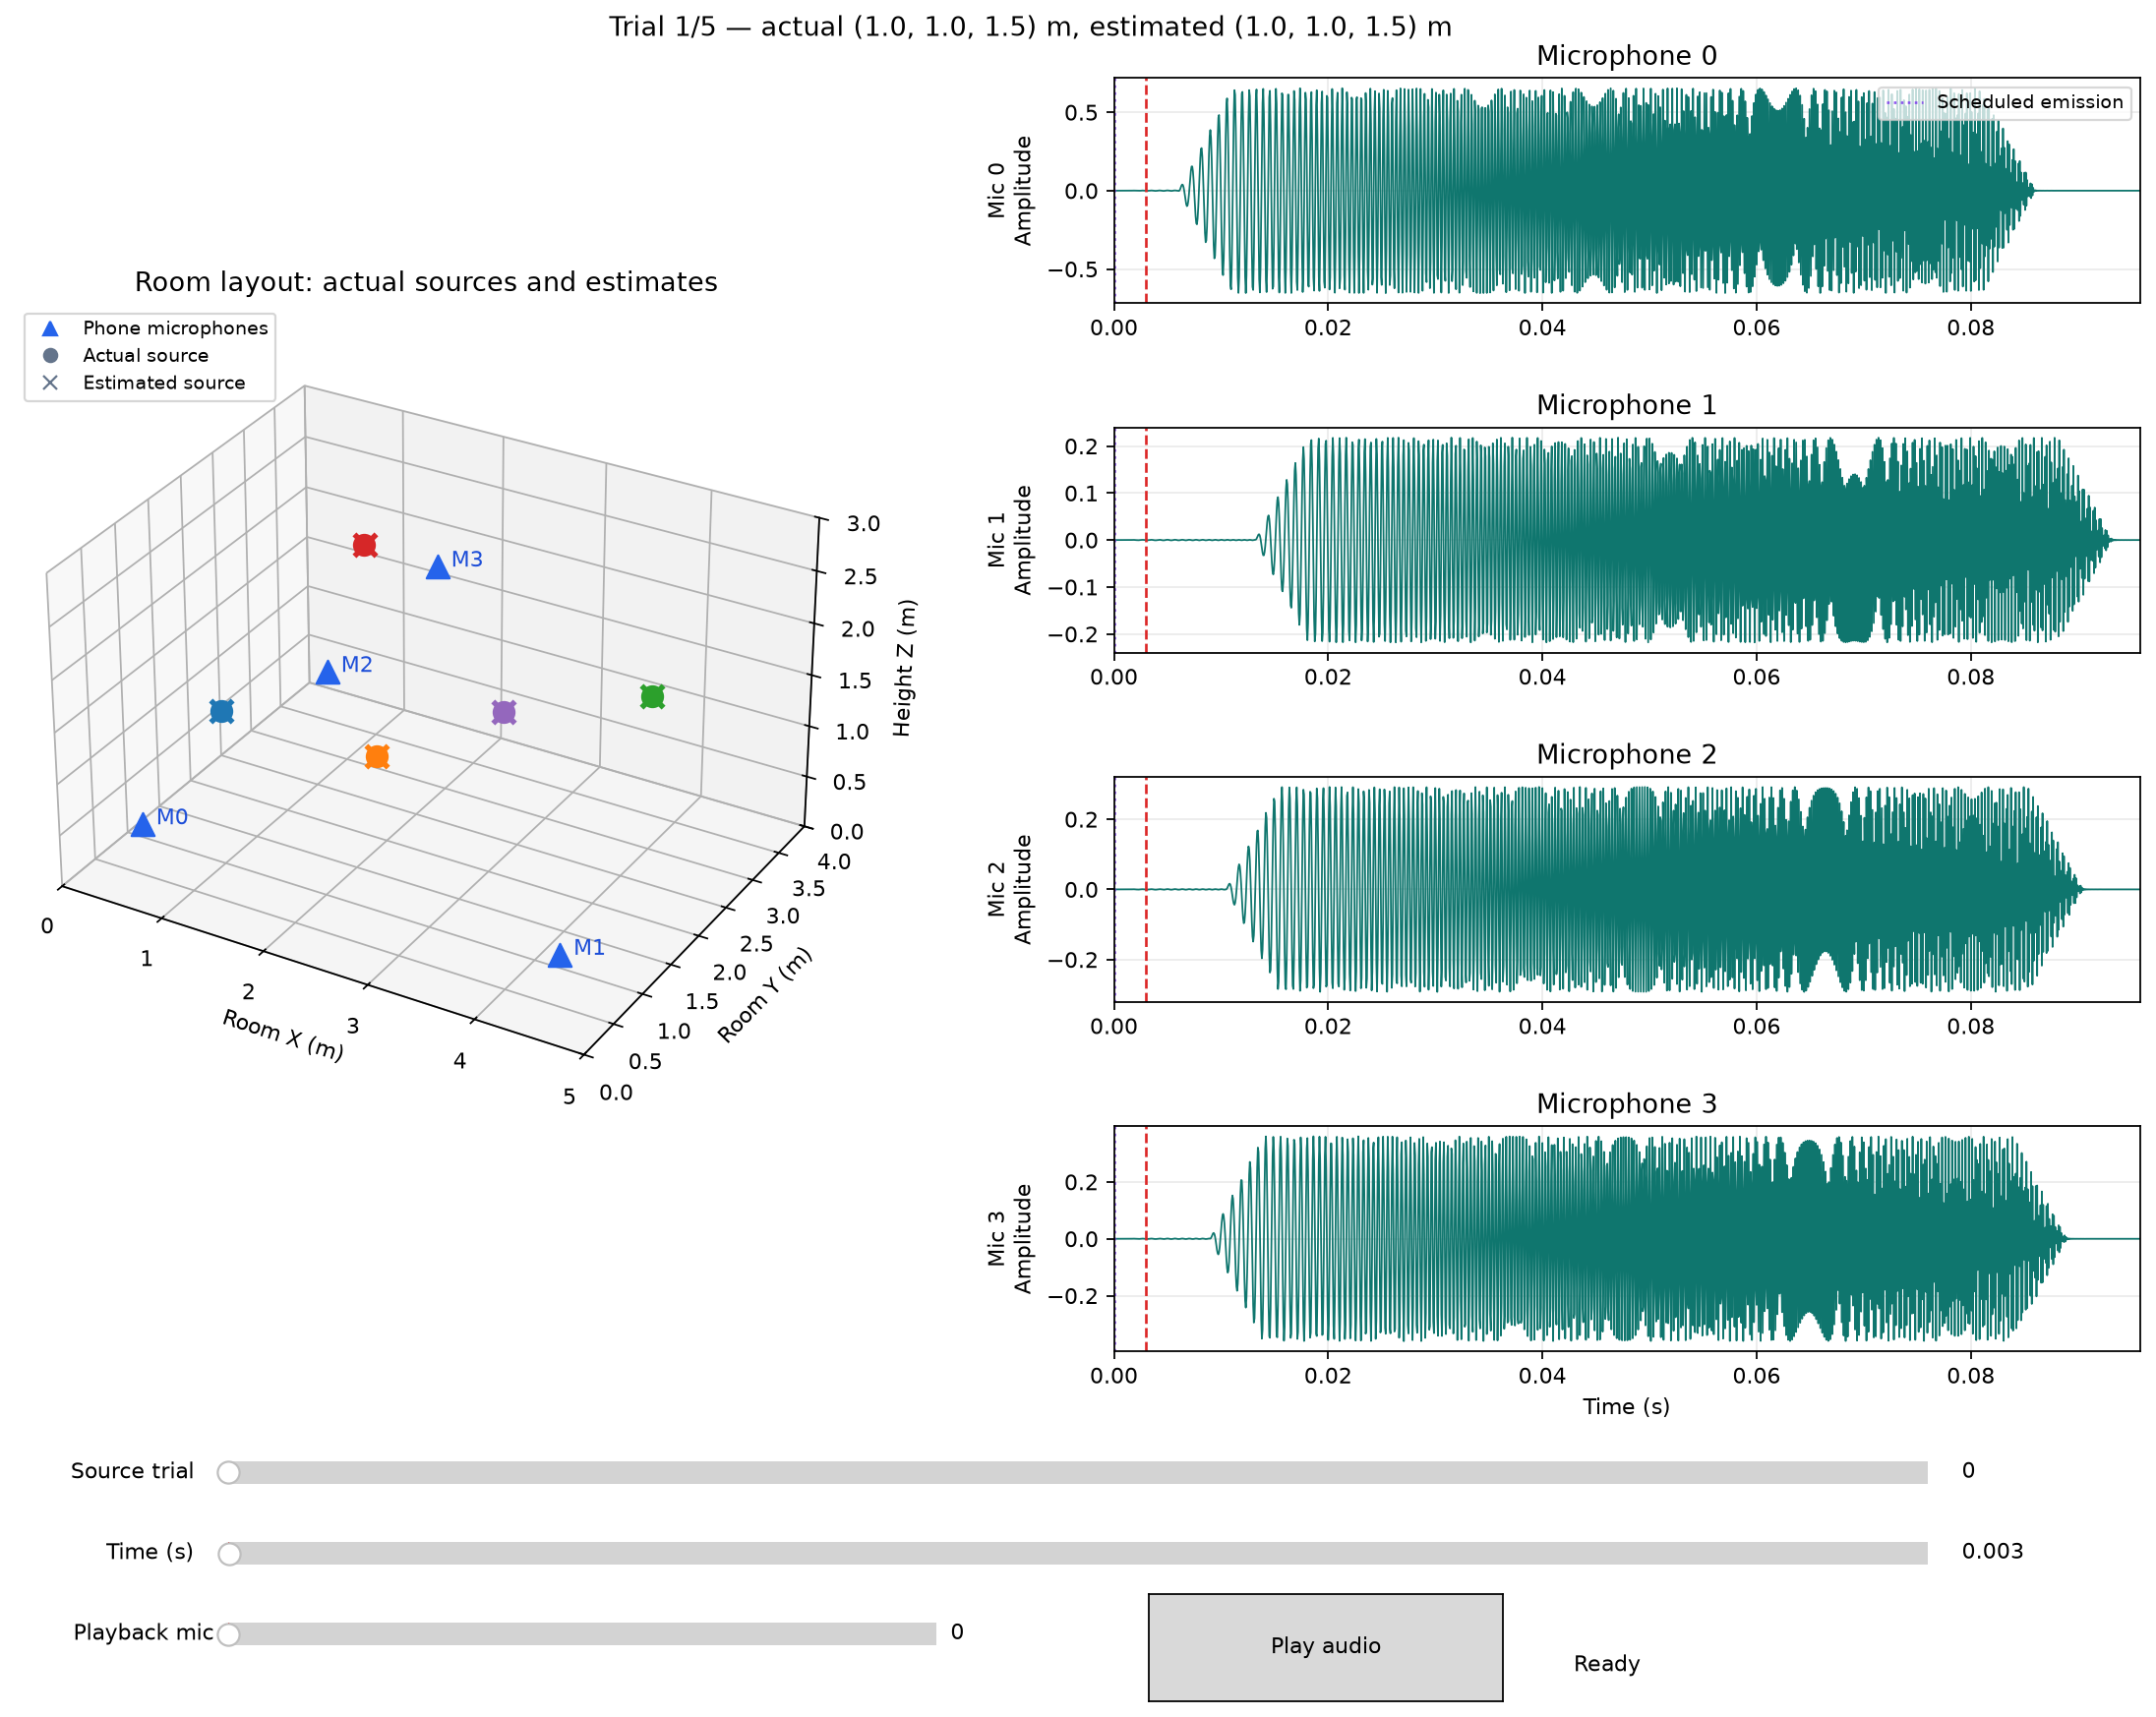 Trial 1/5 — actual (1.0, 1.0, 1.5) m, estimated (1.0, 1.0, 1.5) m
Room layout: actual sources and estimates
Phone microphones
Actual source
Estimated source
M3
M2
M0
M1
3.0
2.5
2.0
1.5
1.0
0.5
0.0
Height Z (m)
4.0
3.5
3.0
2.5
2.0
1.5
1.0
0.5
0.0
Room Y (m)
0
1
2
3
4
5
Room X (m)
Microphone 0
Scheduled emission
Mic 0
Amplitude
0.5
0.0
−0.5
0.00 0.02 0.04 0.06 0.08
Microphone 1
Mic 1
Amplitude
0.2
0.1
0.0
−0.1
−0.2
0.00 0.02 0.04 0.06 0.08
Microphone 2
Mic 2
Amplitude
0.2
0.0
−0.2
0.00 0.02 0.04 0.06 0.08
Microphone 3
Mic 3
Amplitude
0.2
0.0
−0.2
0.00 0.02 0.04 0.06 0.08
Time (s)
Source trial 0
Time (s) 0.003
Playback mic 0
Play audio
Ready